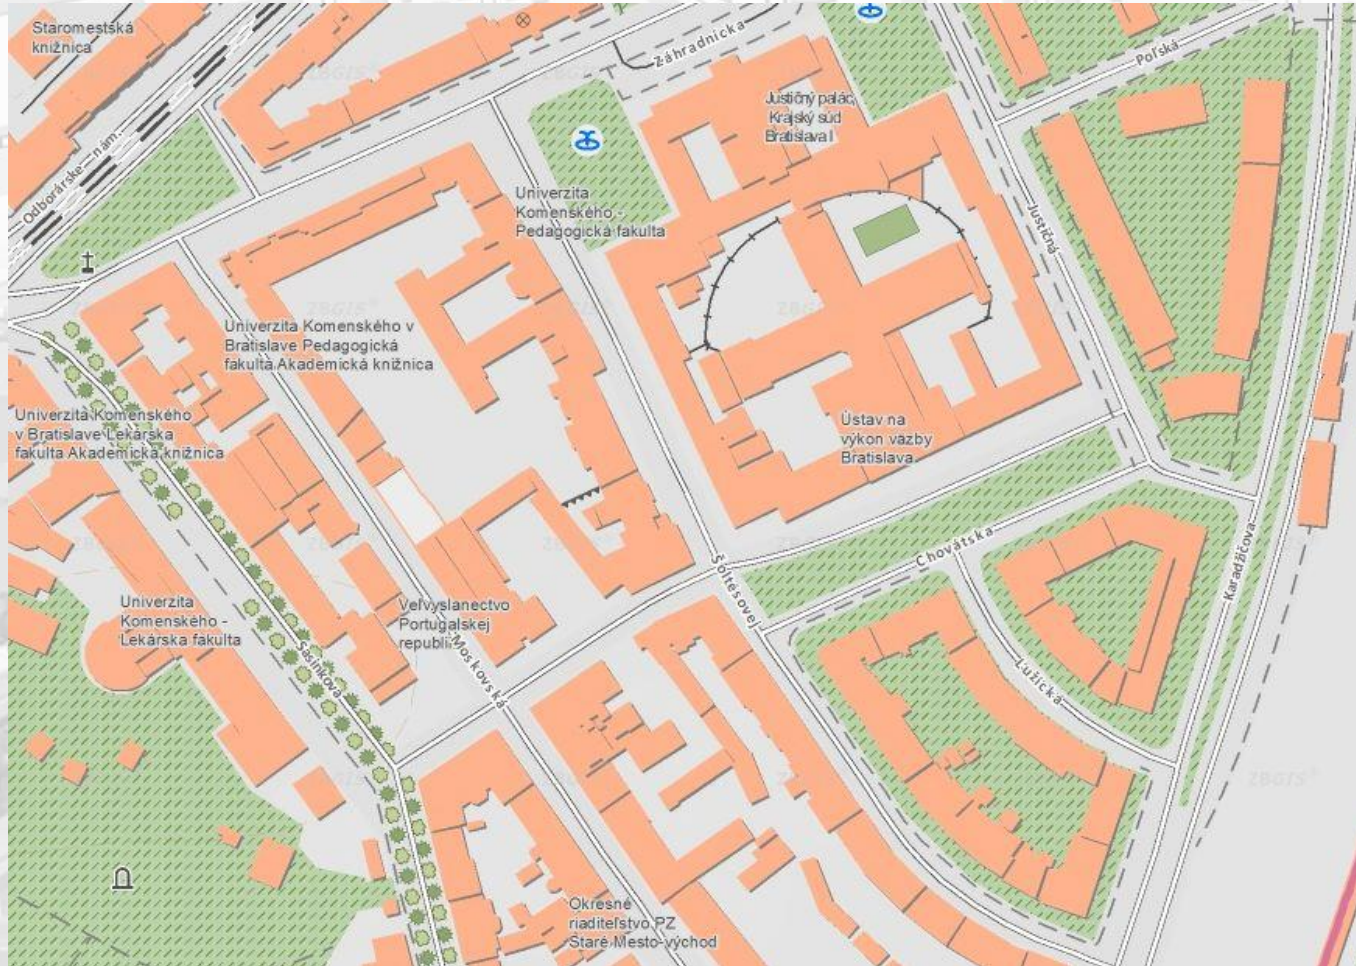 Staromestská
knižnica
Záhradnícka
Poľská
Justičný palác,
Krajský súd
Bratislava I
Odborárske nám.
Univerzita
Komenského -
Pedagogická fakulta
Justičná
Univerzita Komenského v
Bratislave Pedagogická
fakulta Akademická knižnica
Univerzita Komenského
v Bratislave Lekárska
fakulta Akademická knižnica
Ústav na
výkon väzby
Bratislava
Chovátska
Šoltésovej
Karadžičova
Univerzita
Komenského -
Lekárska fakulta
Veľvyslanectvo
Portugalskej
republi
Moskovská
Sasinkova
Lužická
ZBGIS®
Okresné
riaditeľstvo PZ
Staré Mesto-východ